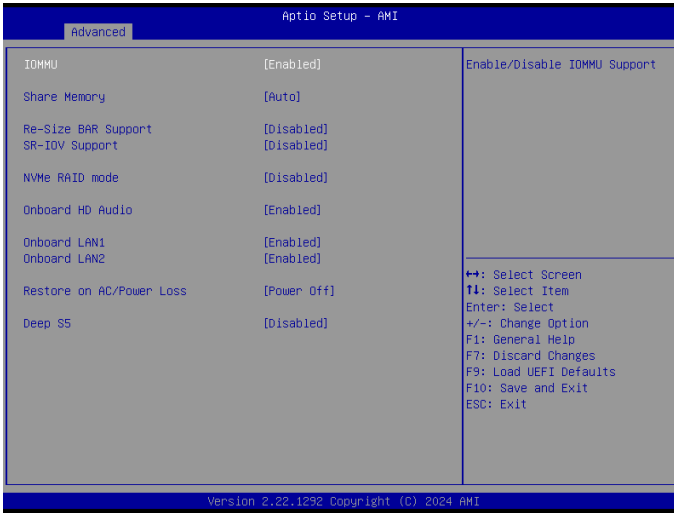 Aptio Setup – AMI
Advanced
IOMMU [Enabled]
Share Memory [Auto]
Re-Size BAR Support [Disabled]
SR-IOV Support [Disabled]
NVMe RAID mode [Disabled]
Onboard HD Audio [Enabled]
Onboard LAN1 [Enabled]
Onboard LAN2 [Enabled]
Restore on AC/Power Loss [Power Off]
Deep S5 [Disabled]
Enable/Disable IOMMU Support
↔: Select Screen
↑↓: Select Item
Enter: Select
+/-: Change Option
F1: General Help
F7: Discard Changes
F9: Load UEFI Defaults
F10: Save and Exit
ESC: Exit
Version 2.22.1292 Copyright (C) 2024 AMI